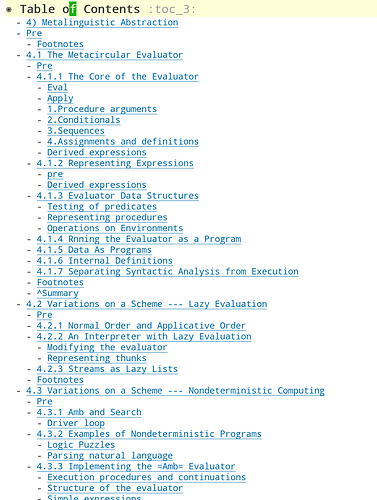 Table of Contents :toc_3:
- 4) Metalinguistic Abstraction
- Pre
- Footnotes
- 4.1 The Metacircular Evaluator
- Pre
- 4.1.1 The Core of the Evaluator
- Eval
- Apply
- 1.Procedure arguments
- 2.Conditionals
- 3.Sequences
- 4.Assignments and definitions
- Derived expressions
- 4.1.2 Representing Expressions
- pre
- Derived expressions
- 4.1.3 Evaluator Data Structures
- Testing of predicates
- Representing procedures
- Operations on Environments
- 4.1.4 Rnning the Evaluator as a Program
- 4.1.5 Data As Programs
- 4.1.6 Internal Definitions
- 4.1.7 Separating Syntactic Analysis from Execution
- Footnotes
- ^Summary
- 4.2 Variations on a Scheme --- Lazy Evaluation
- Pre
- 4.2.1 Normal Order and Applicative Order
- 4.2.2 An Interpreter with Lazy Evaluation
- Modifying the evaluator
- Representing thunks
- 4.2.3 Streams as Lazy Lists
- Footnotes
- 4.3 Variations on a Scheme --- Nondeterministic Computing
- Pre
- 4.3.1 Amb and Search
- Driver loop
- 4.3.2 Examples of Nondeterministic Programs
- Logic Puzzles
- Parsing natural language
- 4.3.3 Implementing the =Amb= Evaluator
- Execution procedures and continuations
- Structure of the evaluator
- Simple expressions